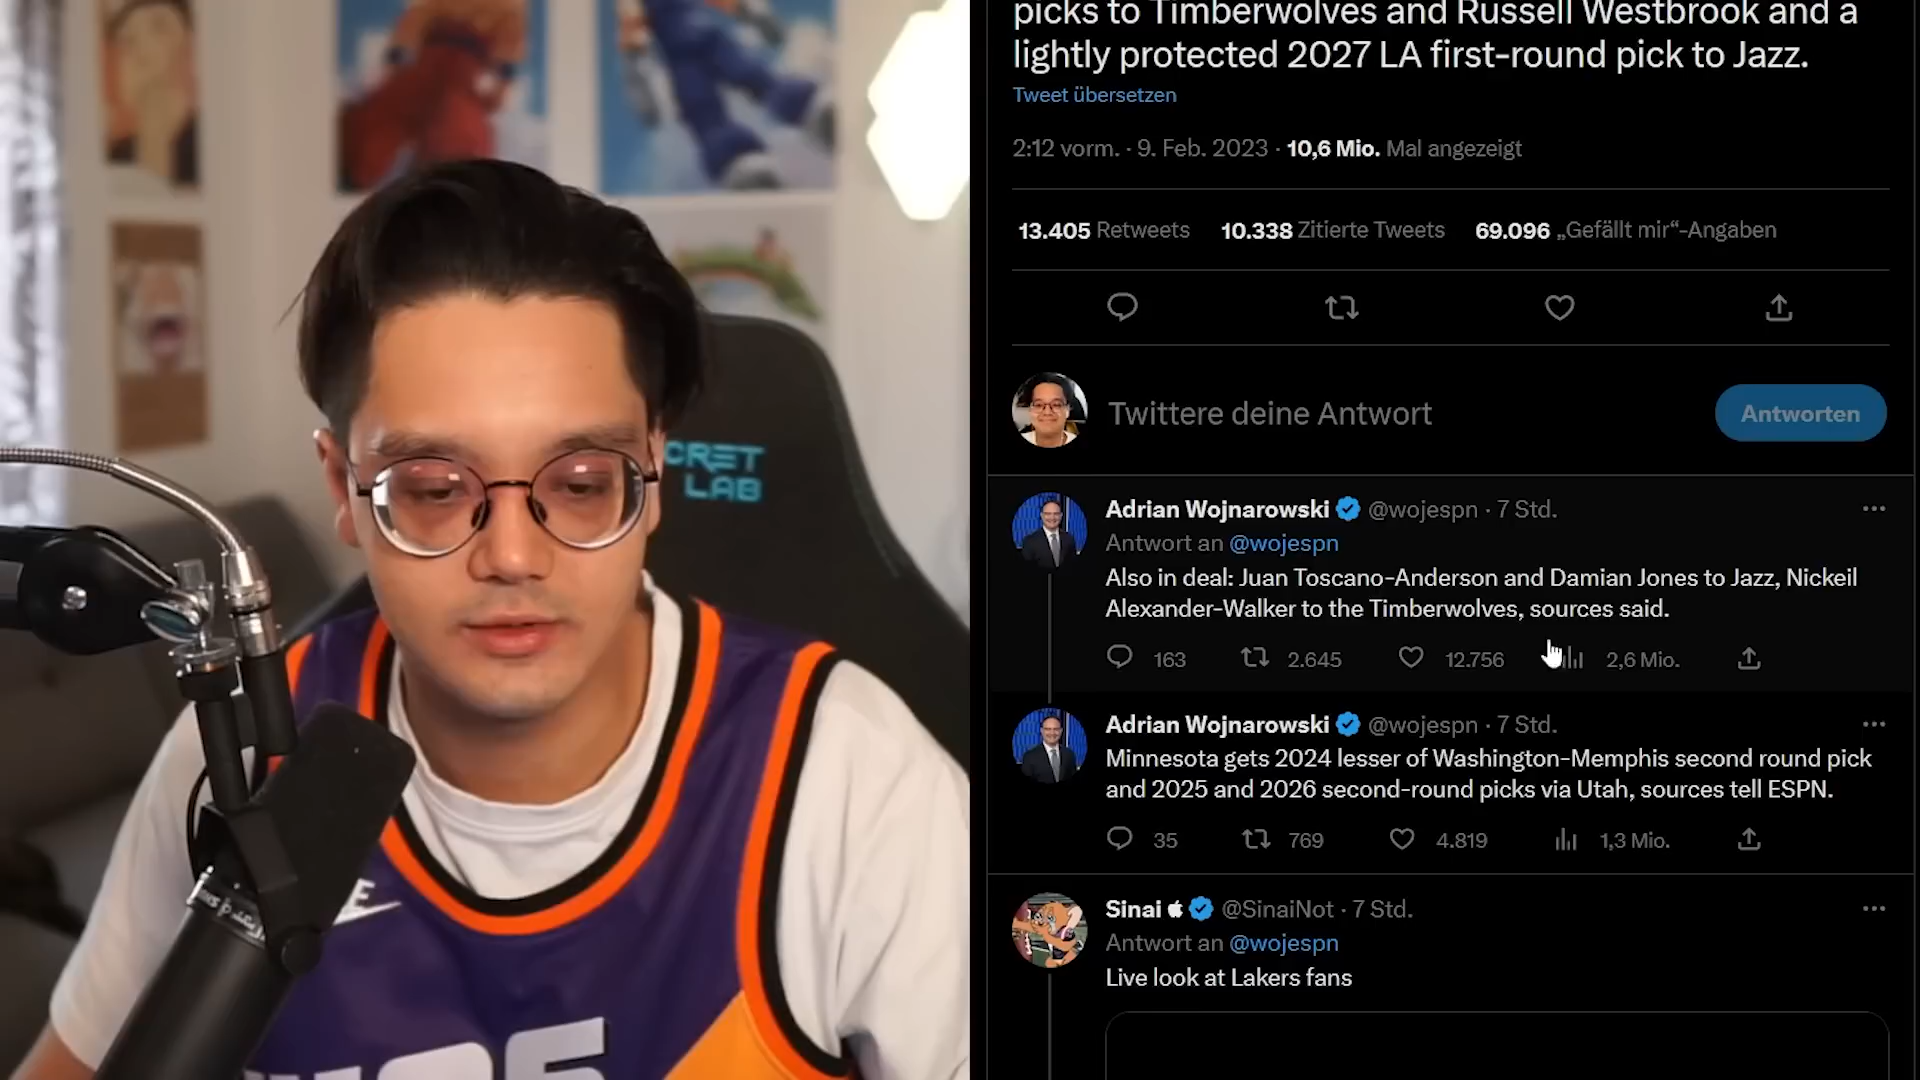 picks to Timberwolves and Russell Westbrook and a
lightly protected 2027 LA first-round pick to Jazz.
Tweet übersetzen
2:12 vorm. · 9. Feb. 2023 · 10,6 Mio. Mal angezeigt
13.405 Retweets 10.338 Zitierte Tweets 69.096 „Gefällt mir“-Angaben
Twittere deine Antwort
Antworten
Adrian Wojnarowski @wojespn · 7 Std.
Antwort an @wojespn
Also in deal: Juan Toscano-Anderson and Damian Jones to Jazz, Nickeil
Alexander-Walker to the Timberwolves, sources said.
163 2.645 12.756 2,6 Mio.
Adrian Wojnarowski @wojespn · 7 Std.
Minnesota gets 2024 lesser of Washington-Memphis second round pick
and 2025 and 2026 second-round picks via Utah, sources tell ESPN.
35 769 4.819 1,3 Mio.
Sinai @SinaiNot · 7 Std.
Antwort an @wojespn
Live look at Lakers fans
CRET
LAB